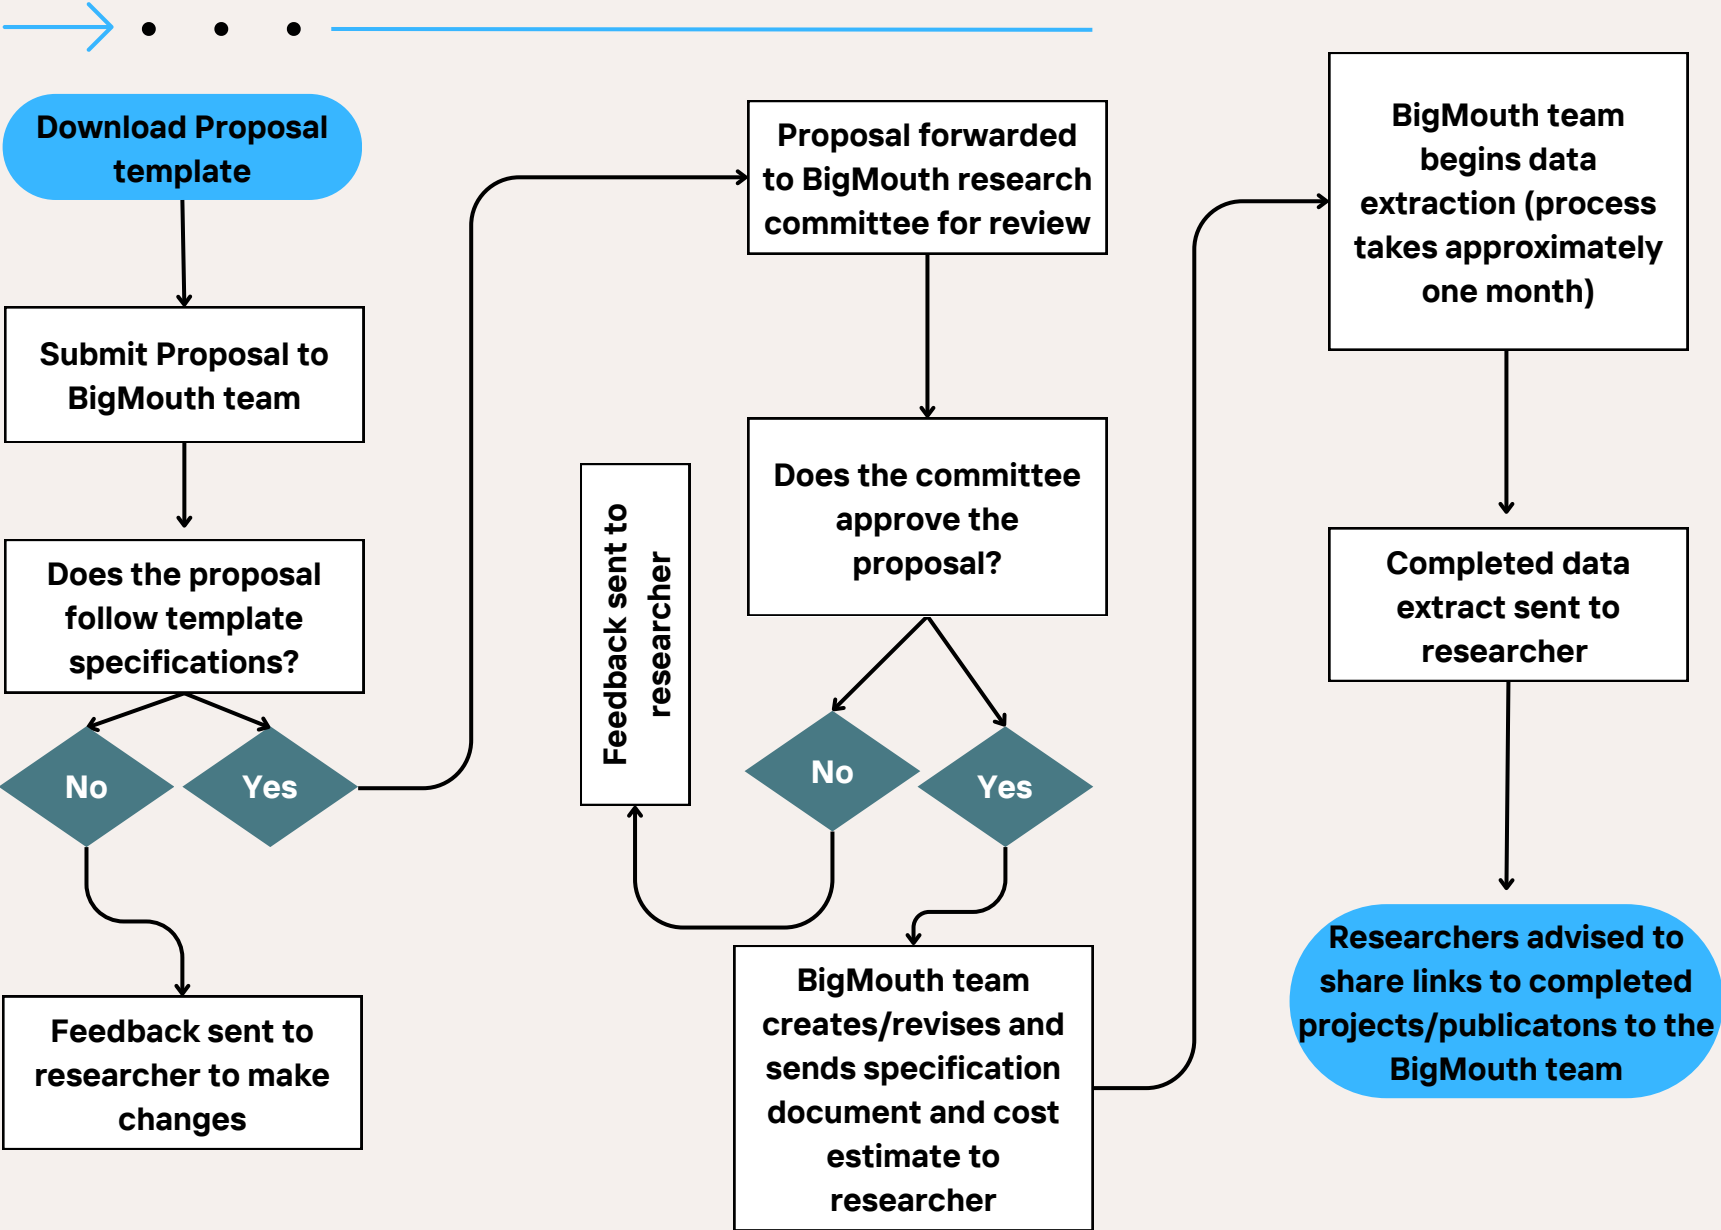 Download Proposal
template
Submit Proposal to
BigMouth team
Does the proposal
follow template
specifications?
No
Yes
Feedback sent to
researcher to make
changes
Proposal forwarded
to BigMouth research
committee for review
Does the committee
approve the
proposal?
Feedback sent to
researcher
No
Yes
BigMouth team
creates/revises and
sends specification
document and cost
estimate to
researcher
BigMouth team
begins data
extraction (process
takes approximately
one month)
Completed data
extract sent to
researcher
Researchers advised to
share links to completed
projects/publicatons to the
BigMouth team